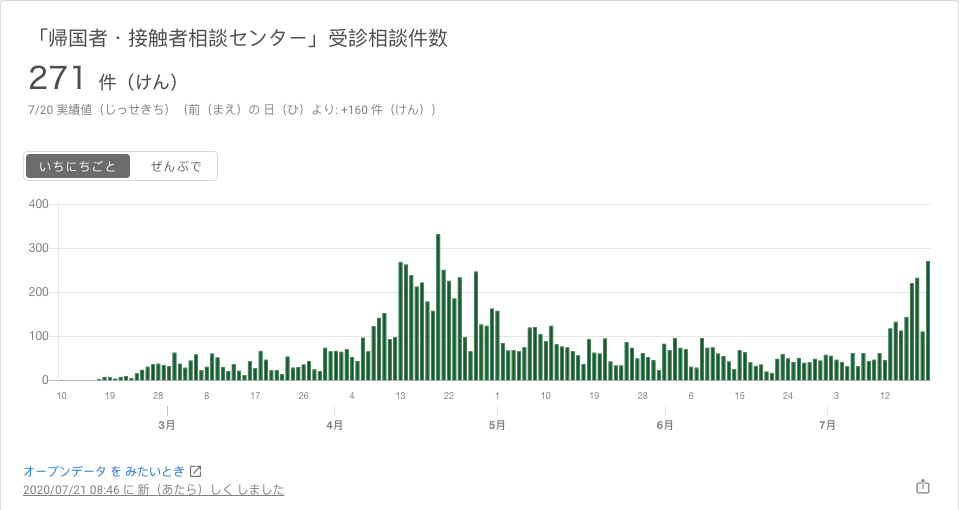 「帰国者・接触者相談センター」受診相談件数
271 件（けん）
7/20 実績値（じっせきち）（前（まえ）の 日（ひ）より: +160 件（けん））
いちにちごと ぜんぶで
400
300
200
100
0
10 19 28 8 17 26 4 13 22 1 10 19 28 6 15 24 3 12
3月 4月 5月 6月 7月
オープンデータ を みたいとき
2020/07/21 08:46 に 新（あたら）しく しました